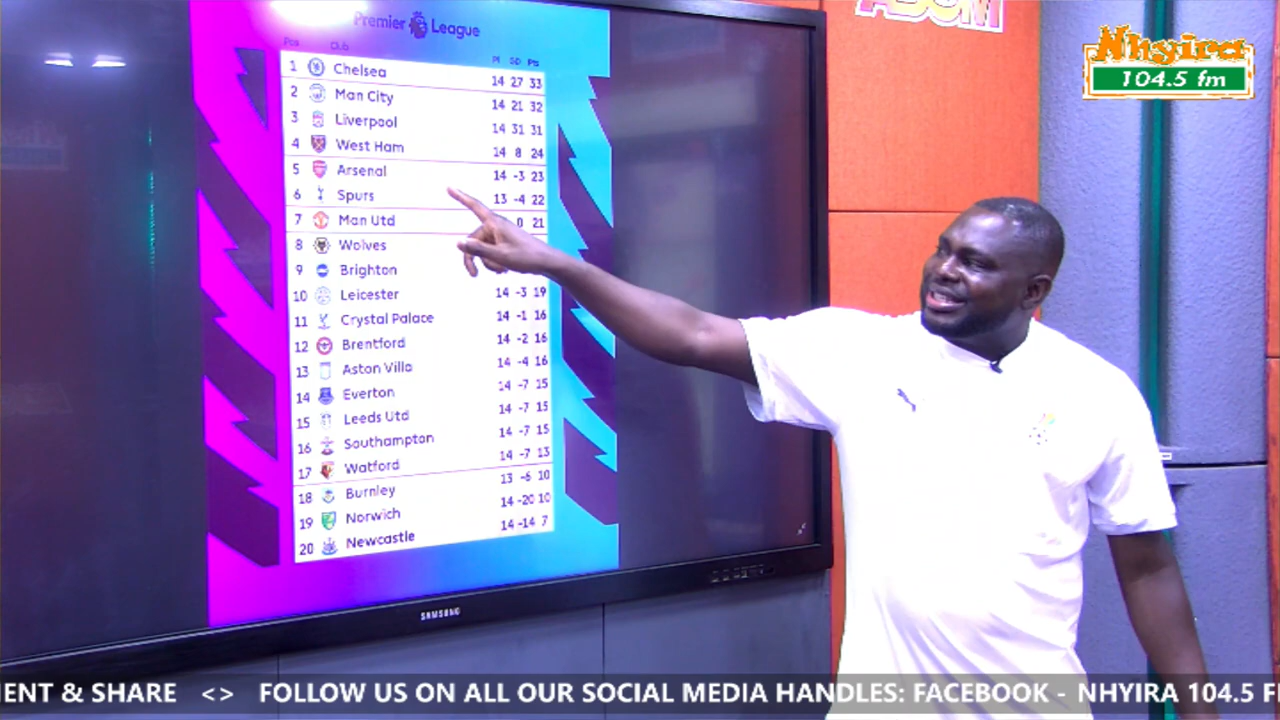 ABOM
Nhyira
104.5 fm
Premier League
Pos Club Pl GD Pts
1 Chelsea 14 27 33
2 Man City 14 21 32
3 Liverpool 14 31 31
4 West Ham 14 8 24
5 Arsenal 14 -3 23
6 Spurs 13 -4 22
7 Man Utd 0 21
8 Wolves
9 Brighton
10 Leicester 14 -3 19
11 Crystal Palace 14 -1 16
12 Brentford 14 -2 16
13 Aston Villa 14 -4 16
14 Everton 14 -7 15
15 Leeds Utd 14 -7 15
16 Southampton 14 -7 15
17 Watford 14 -7 13
18 Burnley 13 -6 10
19 Norwich 14 -20 10
20 Newcastle 14 -14 7
SAMSUNG
ENT & SHARE <> FOLLOW US ON ALL OUR SOCIAL MEDIA HANDLES: FACEBOOK - NHYIRA 104.5 F